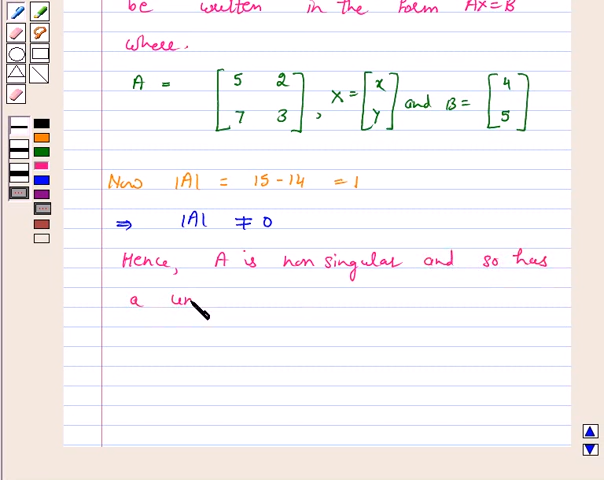 be written in the form AX=B
where.
A = [5 2 7 3], X = [x y] and B = [4 5]
Now |A| = 15 - 14 = 1
⇒ |A| ≠ 0
Hence, A is non singular and so has
a un